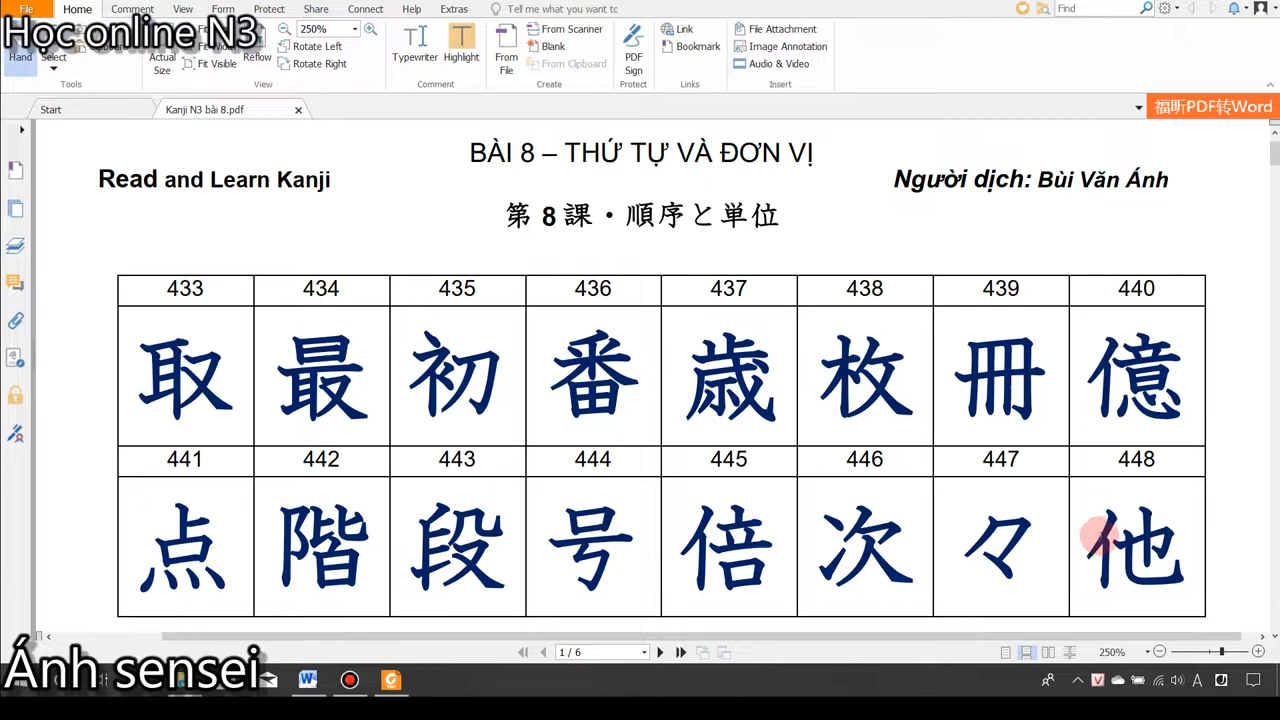 File Home Comment View Form Protect Share Connect Help Extras Tell me what you want tc Find
Học online N3
Hand Select Actual Size Fit Visible Reflow Rotate Left Rotate Right 250% Typewriter Highlight From File From Scanner Blank From Clipboard PDF Sign Link Bookmark File Attachment Image Annotation Audio & Video
Tools View Comment Create Protect Links Insert
Start Kanji N3 bài 8.pdf 福昕PDF转Word
BÀI 8 – THỨ TỰ VÀ ĐƠN VỊ
Read and Learn Kanji Người dịch: Bùi Văn Ánh
第 8 課・順序と単位
433 434 435 436 437 438 439 440
取 最 初 番 歳 枚 冊 億
441 442 443 444 445 446 447 448
点 階 段 号 倍 次 々 他
1 / 6 250%
Ánh sensei